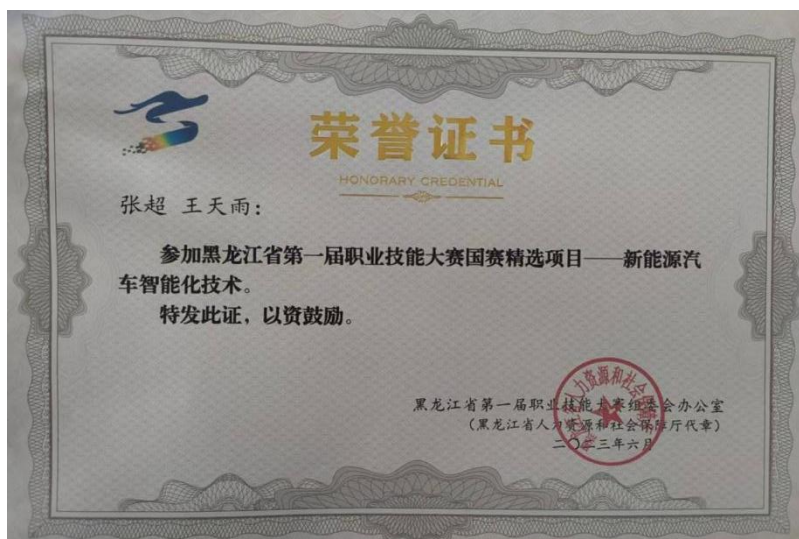 荣誉证书
HONORARY CREDENTIAL
张超 王天雨：
参加黑龙江省第一届职业技能大赛国赛精选项目——新能源汽
车智能化技术。
特发此证，以资鼓励。
黑龙江省第一届职业技能大赛组委会办公室
（黑龙江省人力资源和社会保障厅代章）
二〇二三年六月